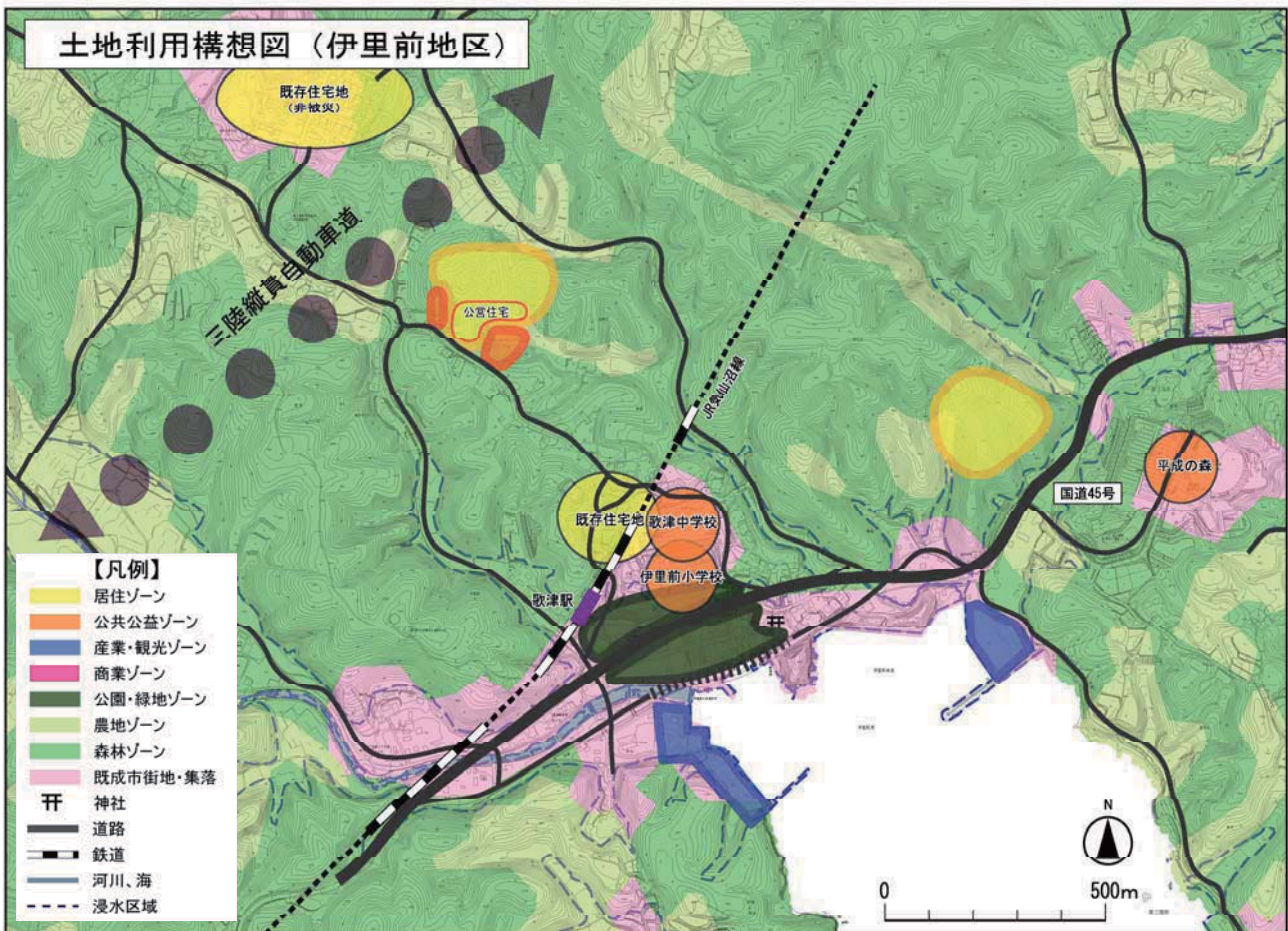 土地利用構想図（伊里前地区）
既存住宅地
（非被災）
三陸縦貫自動車道
公営住宅
JR気仙沼線
既存住宅地
歌津中学校
伊里前小学校
歌津駅
国道45号
平成の森
【凡例】
居住ゾーン
公共公益ゾーン
産業・観光ゾーン
商業ゾーン
公園・緑地ゾーン
農地ゾーン
森林ゾーン
既成市街地・集落
神社
道路
鉄道
河川、海
浸水区域
N
0
500m